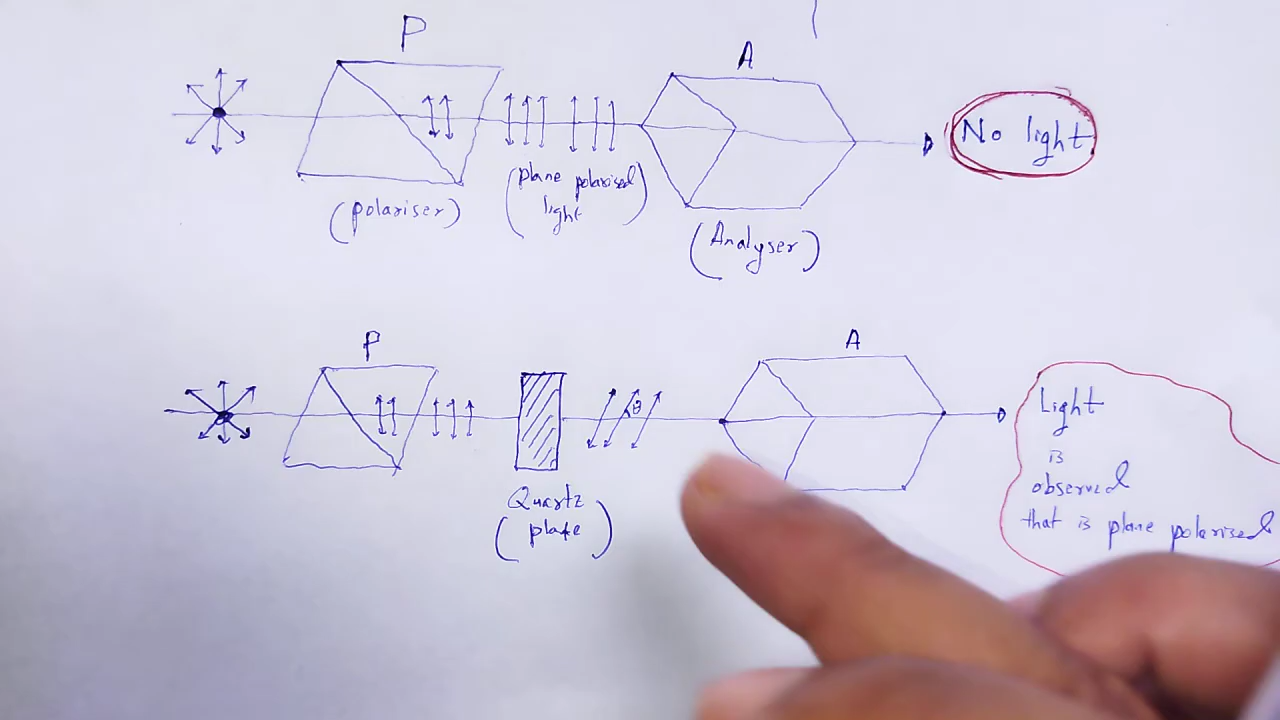 P
A
No light
(polariser)
(plane polarised
light)
(Analyser)
P
A
θ
Quartz
(plate)
Light
is
observed
that is plane polarised